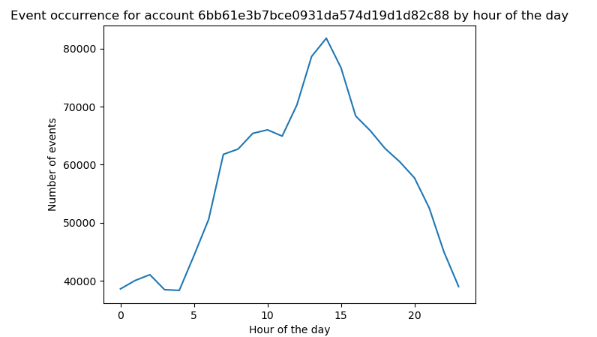 Event occurrence for account 6bb61e3b7bce0931da574d19d1d82c88 by hour of the day
80000
70000
60000
50000
40000
Number of events
0 5 10 15 20
Hour of the day